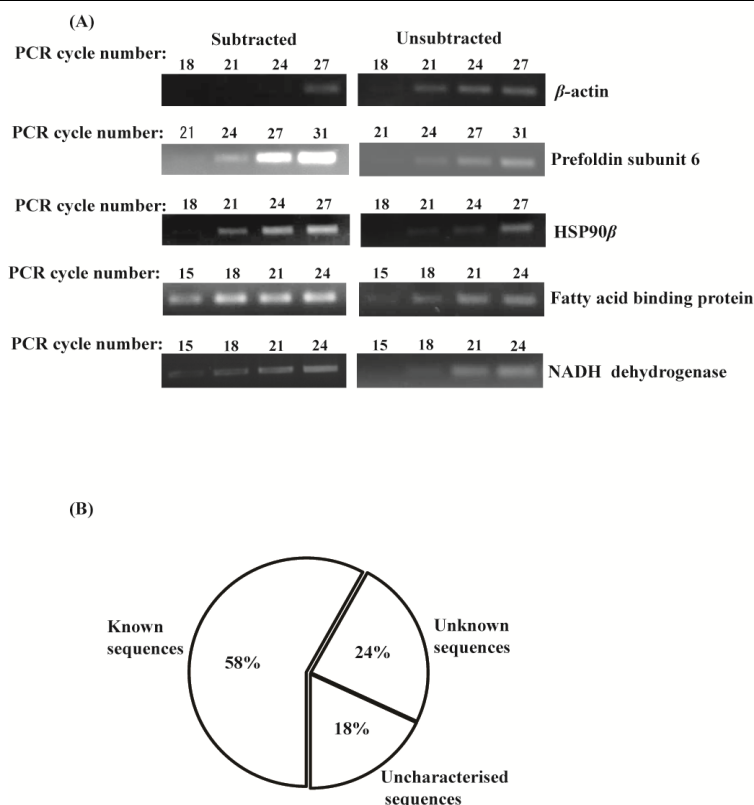 (A)
Subtracted Unsubtracted
PCR cycle number:
18 21 24 27 18 21 24 27
β-actin
PCR cycle number: 21 24 27 31 21 24 27 31
Prefoldin subunit 6
PCR cycle number: 18 21 24 27 18 21 24 27
HSP90β
PCR cycle number: 15 18 21 24 15 18 21 24
Fatty acid binding protein
PCR cycle number: 15 18 21 24 15 18 21 24
NADH dehydrogenase
(B)
Known
sequences
58%
Unknown
sequences
24%
18%
Uncharacterised
sequences